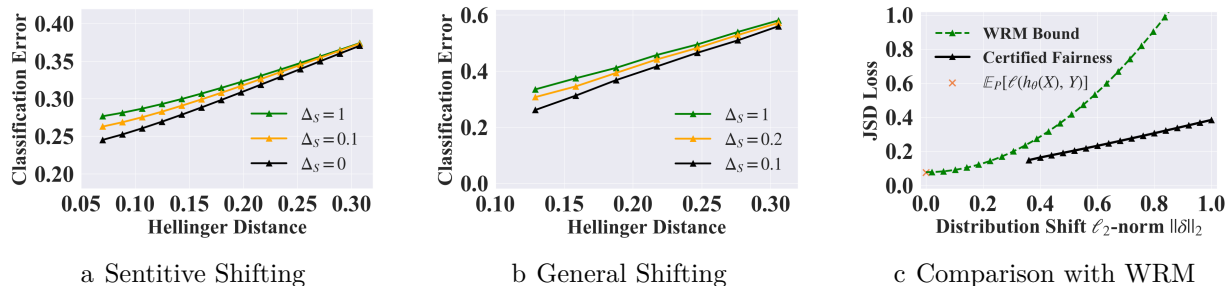 0.40
0.35
0.30
0.25
0.20
Classification Error
0.05 0.10 0.15 0.20 0.25 0.30
Hellinger Distance
Δ_S = 1
Δ_S = 0.1
Δ_S = 0
a Sentitive Shifting
0.6
0.4
0.2
0.0
Classification Error
0.10 0.15 0.20 0.25 0.30
Hellinger Distance
Δ_S = 1
Δ_S = 0.2
Δ_S = 0.1
b General Shifting
1.0
0.8
0.6
0.4
0.2
0.0
JSD Loss
0.0 0.2 0.4 0.6 0.8 1.0
Distribution Shift ℓ₂-norm ||δ||₂
WRM Bound
Certified Fairness
𝔼_P[ℓ(h_θ(X), Y)]
c Comparison with WRM